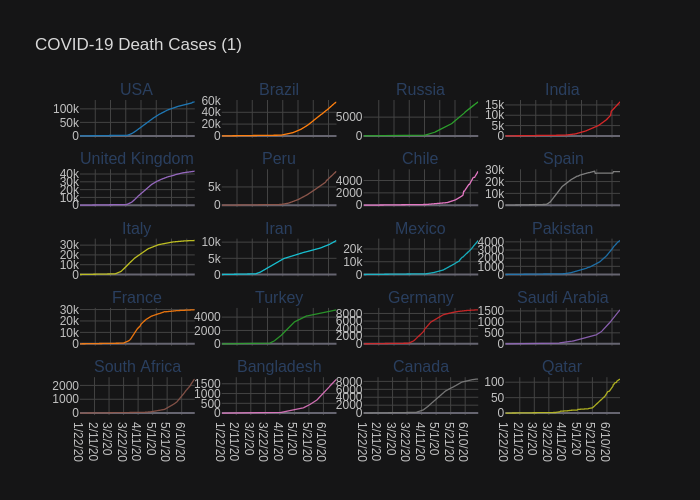 COVID-19 Death Cases (1)
USA Brazil Russia India
100k 50k 0 60k 40k 20k 0 5000 0 15k 10k 5k 0
United Kingdom Peru Chile Spain
40k 30k 20k 10k 0 5k 0 4000 2000 0 30k 20k 10k 0
Italy Iran Mexico Pakistan
30k 20k 10k 0 10k 5k 0 20k 10k 0 4000 3000 2000 1000 0
France Turkey Germany Saudi Arabia
30k 20k 10k 0 4000 2000 0 8000 6000 4000 2000 0 1500 1000 500 0
South Africa Bangladesh Canada Qatar
2000 1000 0 1500 1000 500 0 8000 6000 4000 2000 0 100 50 0
1/22/20 2/11/20 3/2/20 3/22/20 4/11/20 5/1/20 5/21/20 6/10/20 1/22/20 2/11/20 3/2/20 3/22/20 4/11/20 5/1/20 5/21/20 6/10/20 1/22/20 2/11/20 3/2/20 3/22/20 4/11/20 5/1/20 5/21/20 6/10/20 1/22/20 2/11/20 3/2/20 3/22/20 4/11/20 5/1/20 5/21/20 6/10/20